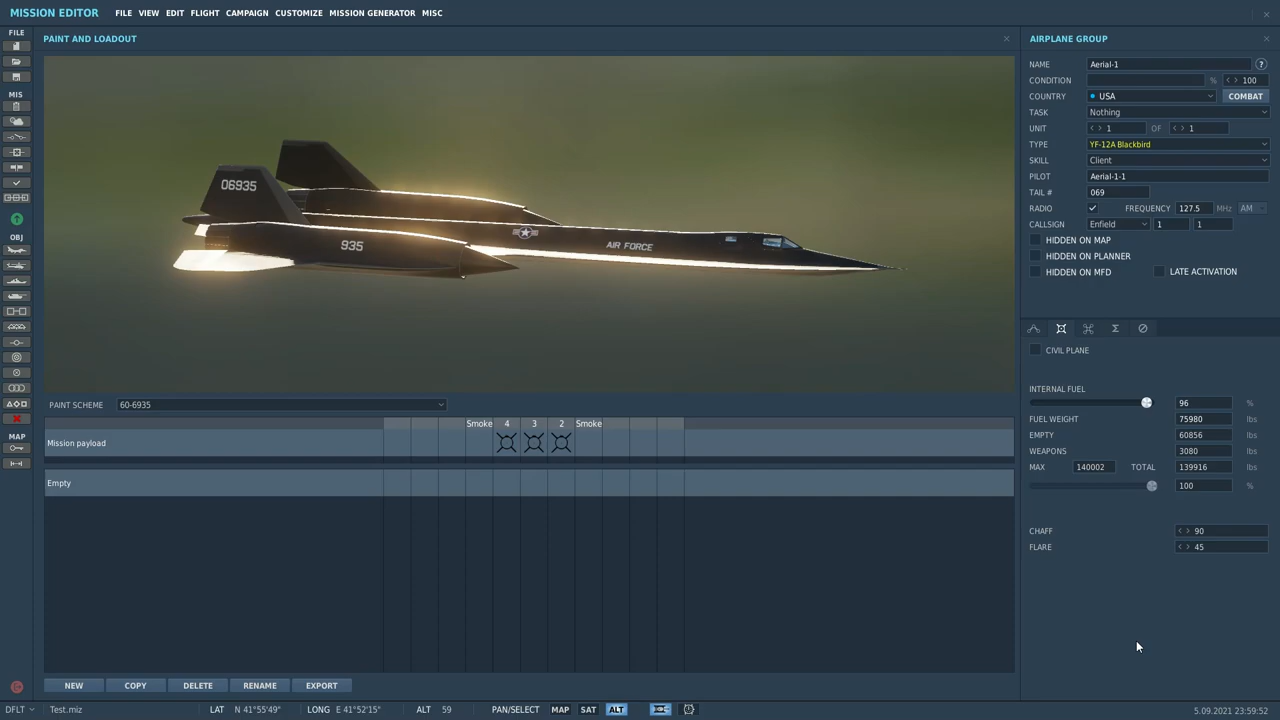 MISSION EDITOR
FILE VIEW EDIT FLIGHT CAMPAIGN CUSTOMIZE MISSION GENERATOR MISC
FILE
MIS
OBJ
MAP
PAINT AND LOADOUT
06935
935
AIR FORCE
PAINT SCHEME 60-6935
Smoke 4 3 2 Smoke
Mission payload
Empty
NEW COPY DELETE RENAME EXPORT
AIRPLANE GROUP
NAME Aerial-1 ?
CONDITION % < > 100
COUNTRY USA COMBAT
TASK Nothing
UNIT < > 1 OF < > 1
TYPE YF-12A Blackbird
SKILL Client
PILOT Aerial-1-1
TAIL # 069
RADIO FREQUENCY 127.5 MHz AM
CALLSIGN Enfield 1 1
HIDDEN ON MAP
HIDDEN ON PLANNER
HIDDEN ON MFD LATE ACTIVATION
CIVIL PLANE
INTERNAL FUEL
96 %
FUEL WEIGHT 75980 lbs
EMPTY 60856 lbs
WEAPONS 3080 lbs
MAX 140002 TOTAL 139916 lbs
100 %
CHAFF < > 90
FLARE < > 45
DFLT Test.miz LAT N 41°55'49" LONG E 41°52'15" ALT 59 PAN/SELECT MAP SAT ALT 5.09.2021 23:59:52